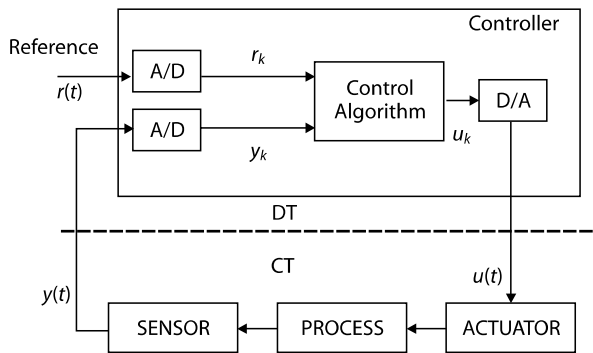 Controller
Reference
A/D
r_k
r(t)
Control
Algorithm
D/A
A/D
u_k
y_k
DT
CT
u(t)
y(t)
SENSOR
PROCESS
ACTUATOR